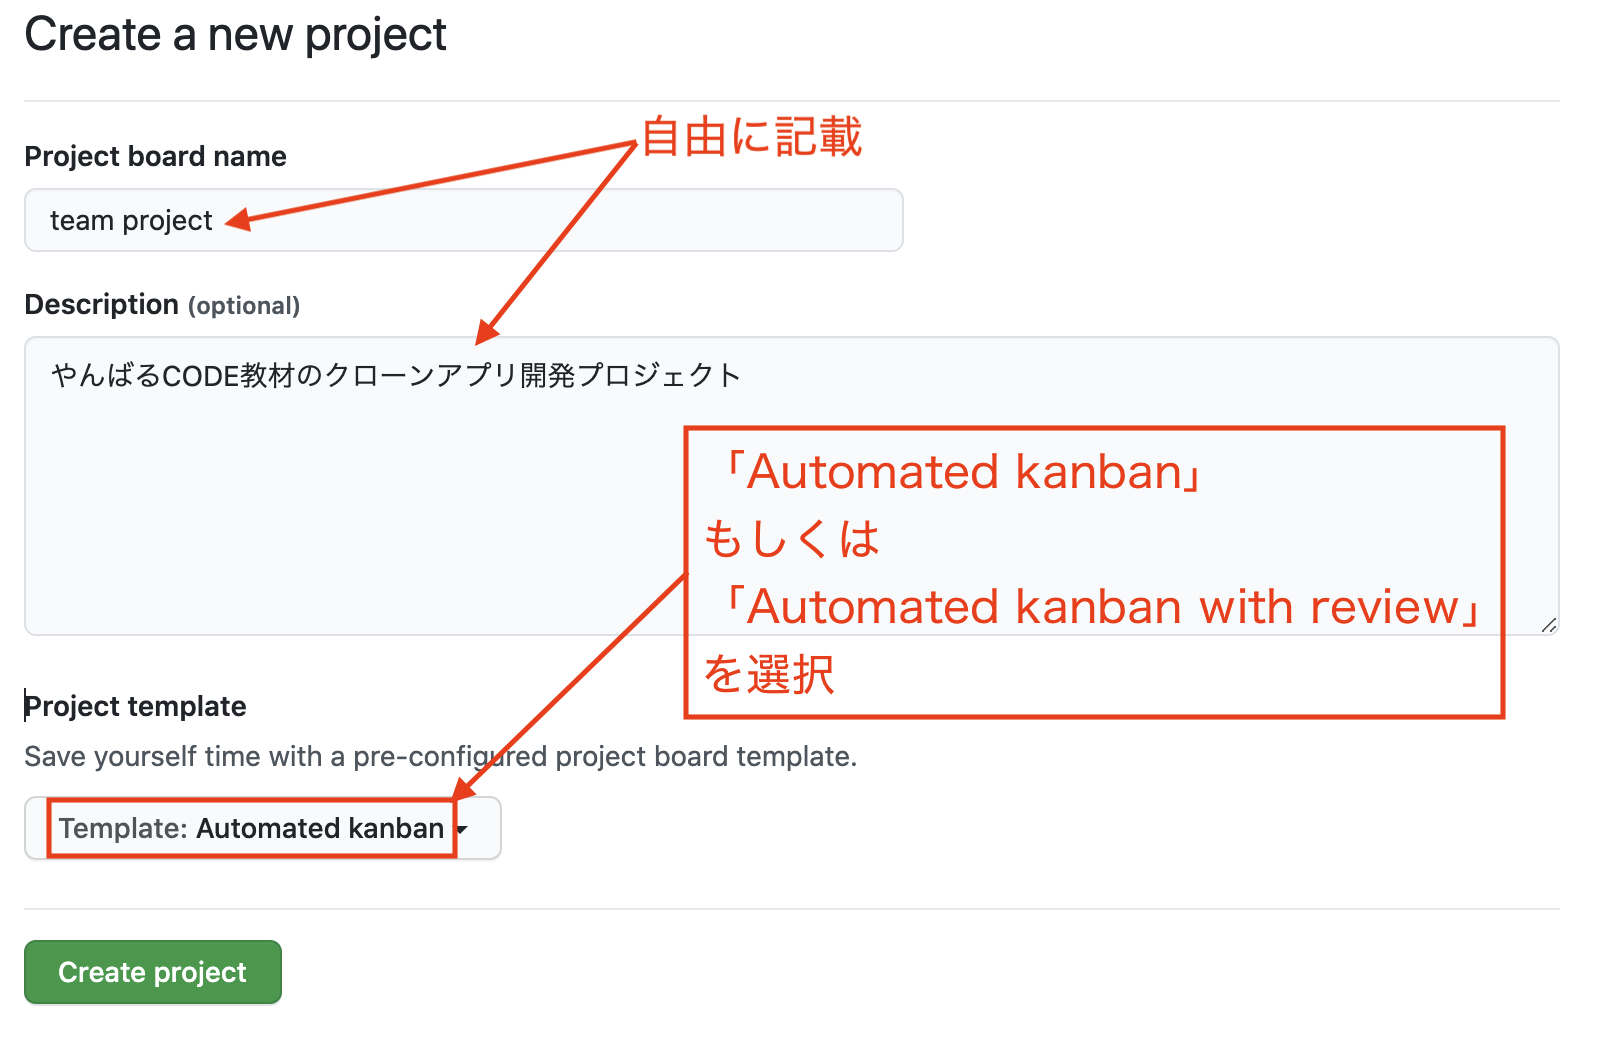 Create a new project
自由に記載
Project board name
team project
Description (optional)
やんばるCODE教材のクローンアプリ開発プロジェクト
「Automated kanban」
もしくは
「Automated kanban with review」
を選択
Project template
Save yourself time with a pre-configured project board template.
Template: Automated kanban
Create project